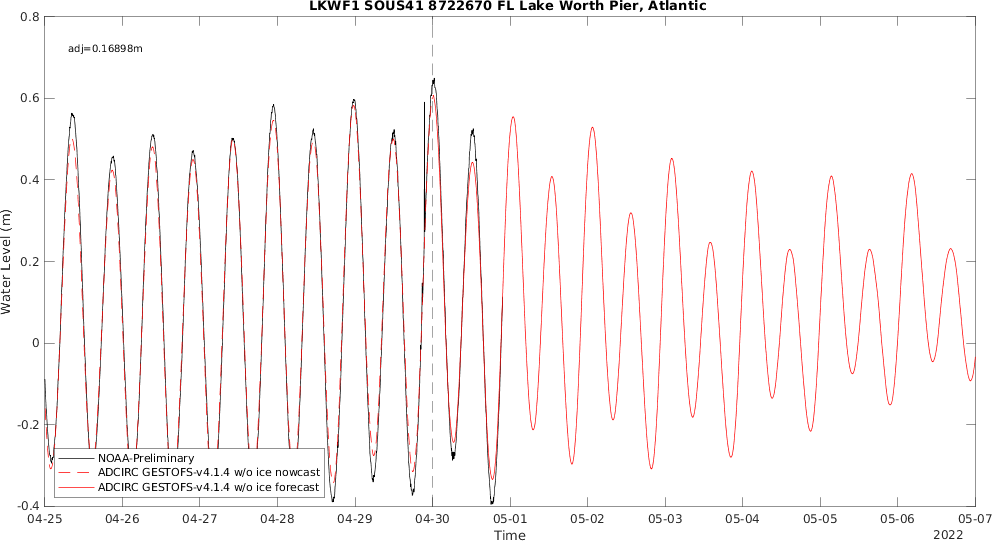 LKWF1 SOUS41 8722670 FL Lake Worth Pier, Atlantic
adj=0.16898m
0.8
0.6
0.4
0.2
0
-0.2
-0.4
Water Level (m)
NOAA-Preliminary
ADCIRC GESTOFS-v4.1.4 w/o ice nowcast
ADCIRC GESTOFS-v4.1.4 w/o ice forecast
04-25 04-26 04-27 04-28 04-29 04-30 05-01 05-02 05-03 05-04 05-05 05-06 05-07
Time
2022